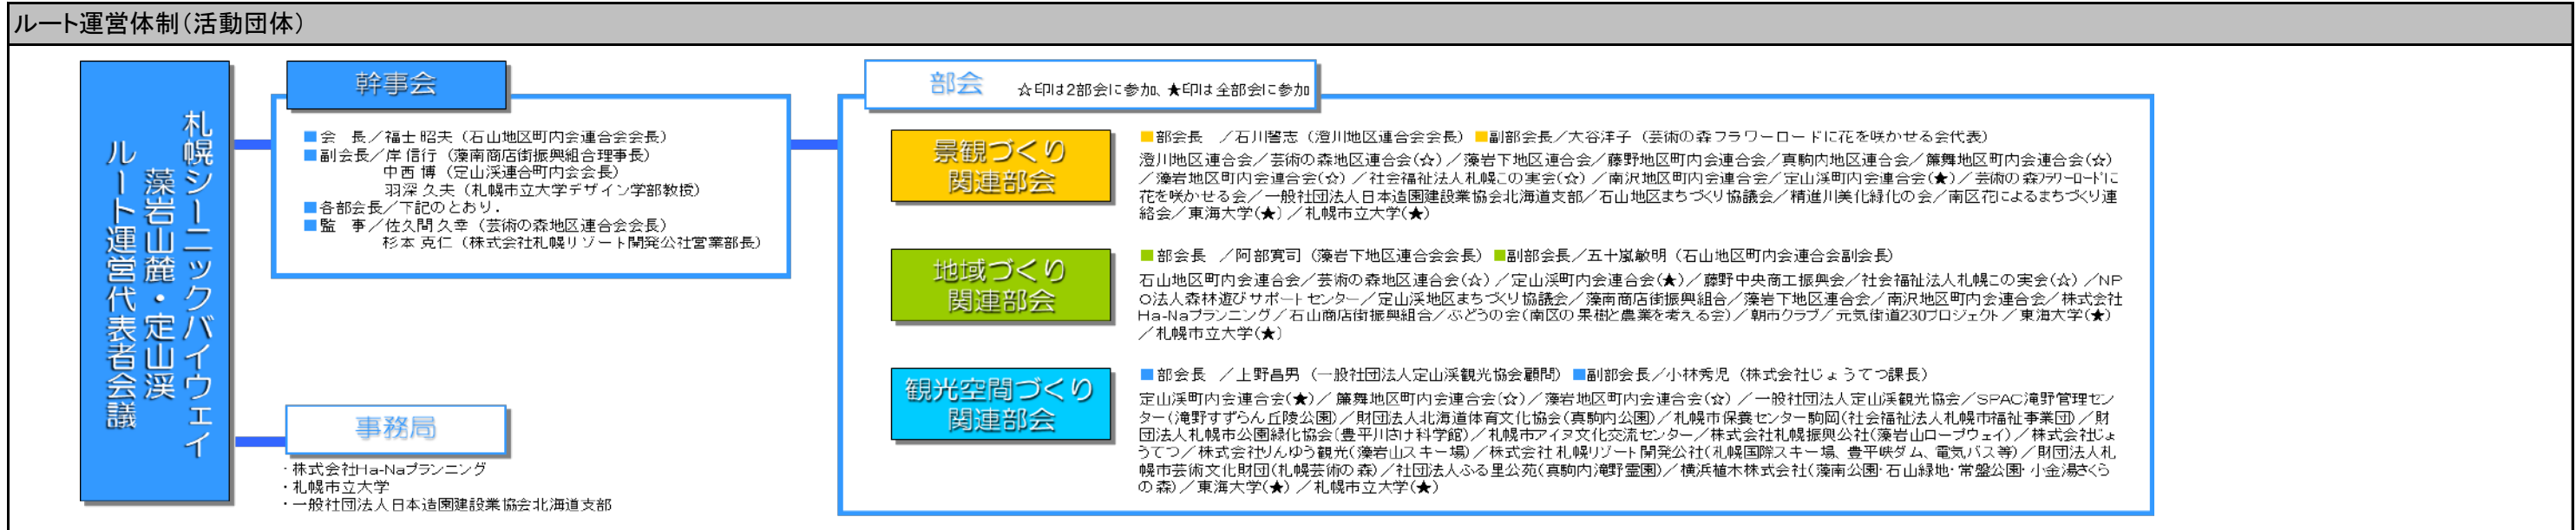 ルート運営体制（活動団体）
札幌シーニックバイウェイ
藻岩山麓・定山渓
ルート運営代表者会議
幹事会
■会　長／福士 昭夫（石山地区町内会連合会会長）
■副会長／岸 信行（藻南商店街振興組合理事長）
中西 博（定山渓連合町内会会長）
羽深 久夫（札幌市立大学デザイン学部教授）
■各部会長／下記のとおり．
■監　事／佐久間 久幸（芸術の森地区連合会会長）
杉本 克仁（株式会社札幌リゾート開発公社営業部長）
事務局
・株式会社Ha-Naプランニング
・札幌市立大学
・一般社団法人日本造園建設業協会北海道支部
部会　☆印は2部会に参加、★印は全部会に参加
景観づくり
関連部会
■部会長　／石川警志（澄川地区連合会会長）■副部会長／大谷洋子（芸術の森フラワーロードに花を咲かせる会代表）
澄川地区連合会／芸術の森地区連合会(☆)／藻岩下地区連合会／藤野地区町内会連合会／真駒内地区連合会／簾舞地区町内会連合会(☆)
／藻岩地区町内会連合会(☆)／社会福祉法人札幌この実会(☆)／南沢地区町内会連合会／定山渓町内会連合会(★)／芸術の森フラワーロードに
花を咲かせる会／一般社団法人日本造園建設業協会北海道支部／石山地区まちづくり協議会／精進川美化緑化の会／南区花によるまちづくり連
絡会／東海大学(★)／札幌市立大学(★)
地域づくり
関連部会
■部会長　／阿部寛司（藻岩下地区連合会会長）■副部会長／五十嵐敏明（石山地区町内会連合会副会長）
石山地区町内会連合会／芸術の森地区連合会(☆)／定山渓町内会連合会(★)／藤野中央商工振興会／社会福祉法人札幌この実会(☆)／NP
O法人森林遊びサポートセンター／定山渓地区まちづくり協議会／藻南商店街振興組合／藻岩下地区連合会／南沢地区町内会連合会／株式会社
Ha-Naプランニング／石山商店街振興組合／ぶどうの会(南区の果樹と農業を考える会)／朝市クラブ／元気街道230プロジェクト／東海大学(★)
／札幌市立大学(★)
観光空間づくり
関連部会
■部会長　／上野昌男（一般社団法人定山渓観光協会顧問）■副部会長／小林秀児（株式会社じょうてつ課長）
定山渓町内会連合会(★)／簾舞地区町内会連合会(☆)／藻岩地区町内会連合会(☆)／一般社団法人定山渓観光協会／SPAC滝野管理セン
ター(滝野すずらん丘陵公園)／財団法人北海道体育文化協会(真駒内公園)／札幌市保養センター駒岡(社会福祉法人札幌市福祉事業団)／財
団法人札幌市公園緑化協会(豊平川さけ科学館)／札幌市アイヌ文化交流センター／株式会社札幌振興公社(藻岩山ロープウェイ)／株式会社じょ
うてつ／株式会社りんゆう観光(藻岩山スキー場)／株式会社札幌リゾート開発公社(札幌国際スキー場、豊平峡ダム、電気バス等)／財団法人札
幌市芸術文化財団(札幌芸術の森)／社団法人ふる里公苑(真駒内滝野霊園)／横浜植木株式会社(藻南公園・石山緑地・常盤公園・小金湯さくら
の森)／東海大学(★)／札幌市立大学(★)